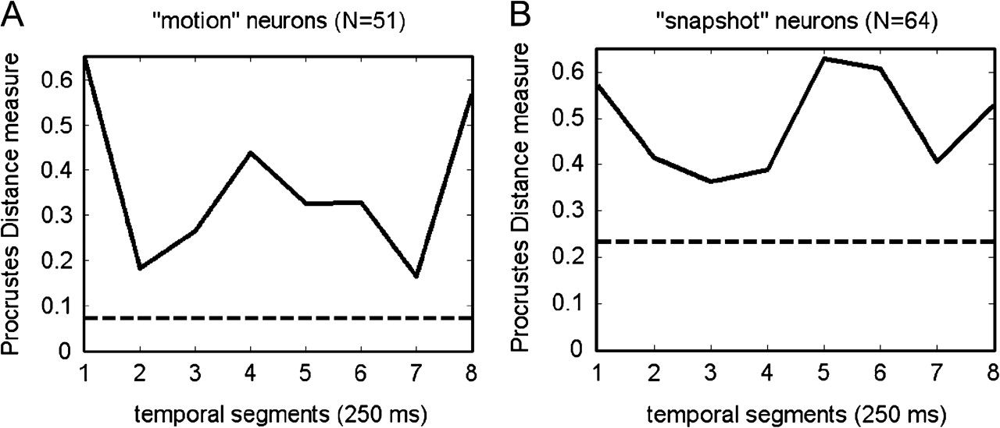 A
"motion" neurons (N=51)
Procrustes Distance measure
0.6
0.5
0.4
0.3
0.2
0.1
0
1 2 3 4 5 6 7 8
temporal segments (250 ms)
B
"snapshot" neurons (N=64)
Procrustes Distance measure
0.6
0.5
0.4
0.3
0.2
0.1
0
1 2 3 4 5 6 7 8
temporal segments (250 ms)